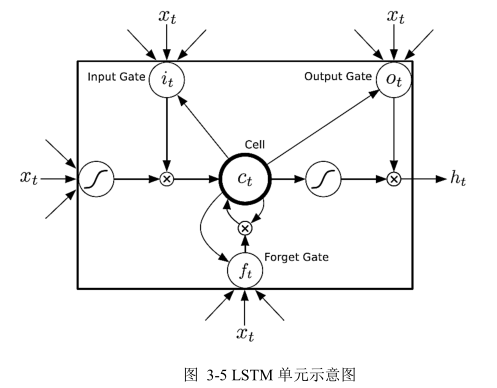 x_t x_t
Input Gate i_t Output Gate o_t
Cell
x_t c_t h_t
Forget Gate
f_t
x_t
图 3-5 LSTM 单元示意图